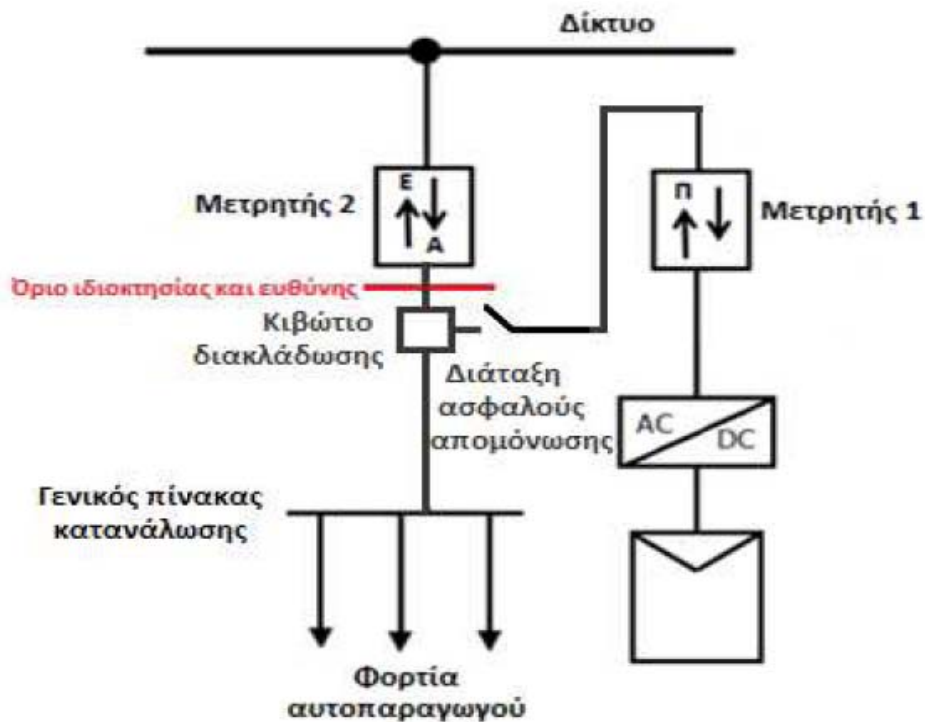 Δίκτυο
Μετρητής 2
Ε
Α
Π
Μετρητής 1
Όριο ιδιοκτησίας και ευθύνης
Κιβώτιο
διακλάδωσης
Διάταξη
ασφαλούς
απομόνωσης
AC
DC
Γενικός πίνακας
κατανάλωσης
Φορτία
αυτοπαραγωγού